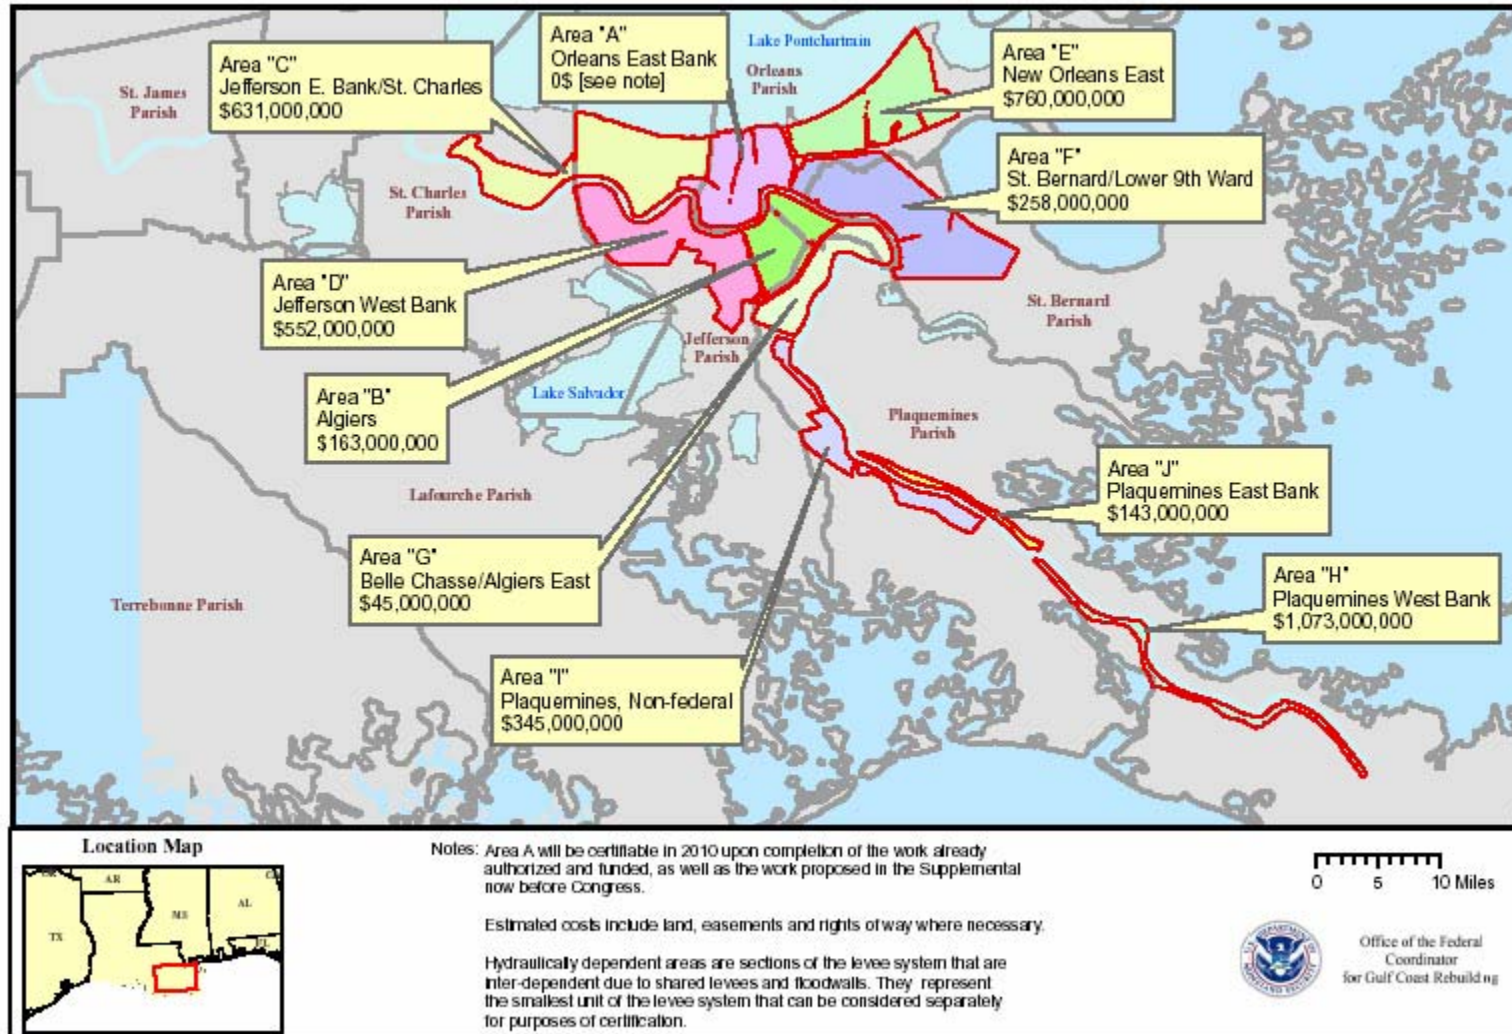 Area "C"
Jefferson E. Bank/St. Charles
$631,000,000
Area "A"
Orleans East Bank
0$ [see note]
Lake Pontchartrain
Orleans
Parish
Area "E"
New Orleans East
$760,000,000
St. James
Parish
Area "F"
St. Bernard/Lower 9th Ward
$258,000,000
St. Charles
Parish
Area "D"
Jefferson West Bank
$552,000,000
St. Bernard
Parish
Jefferson
Parish
Area "B"
Algiers
$163,000,000
Lake Salvador
Plaquemines
Parish
Area "J"
Plaquemines East Bank
$143,000,000
Lafourche Parish
Area "G"
Belle Chasse/Algiers East
$45,000,000
Terrebonne Parish
Area "H"
Plaquemines West Bank
$1,073,000,000
Area "I"
Plaquemines, Non-federal
$345,000,000
Location Map
AR
MS
AL
TX
FL
Notes: Area A will be certifiable in 2010 upon completion of the work already
authorized and funded, as well as the work proposed in the Supplemental
now before Congress.
Estimated costs include land, easements and rights of way where necessary.
Hydraulically dependent areas are sections of the levee system that are
inter-dependent due to shared levees and floodwalls. They represent
the smallest unit of the levee system that can be considered separately
for purposes of certification.
0 5 10 Miles
Office of the Federal
Coordinator
for Gulf Coast Rebuilding